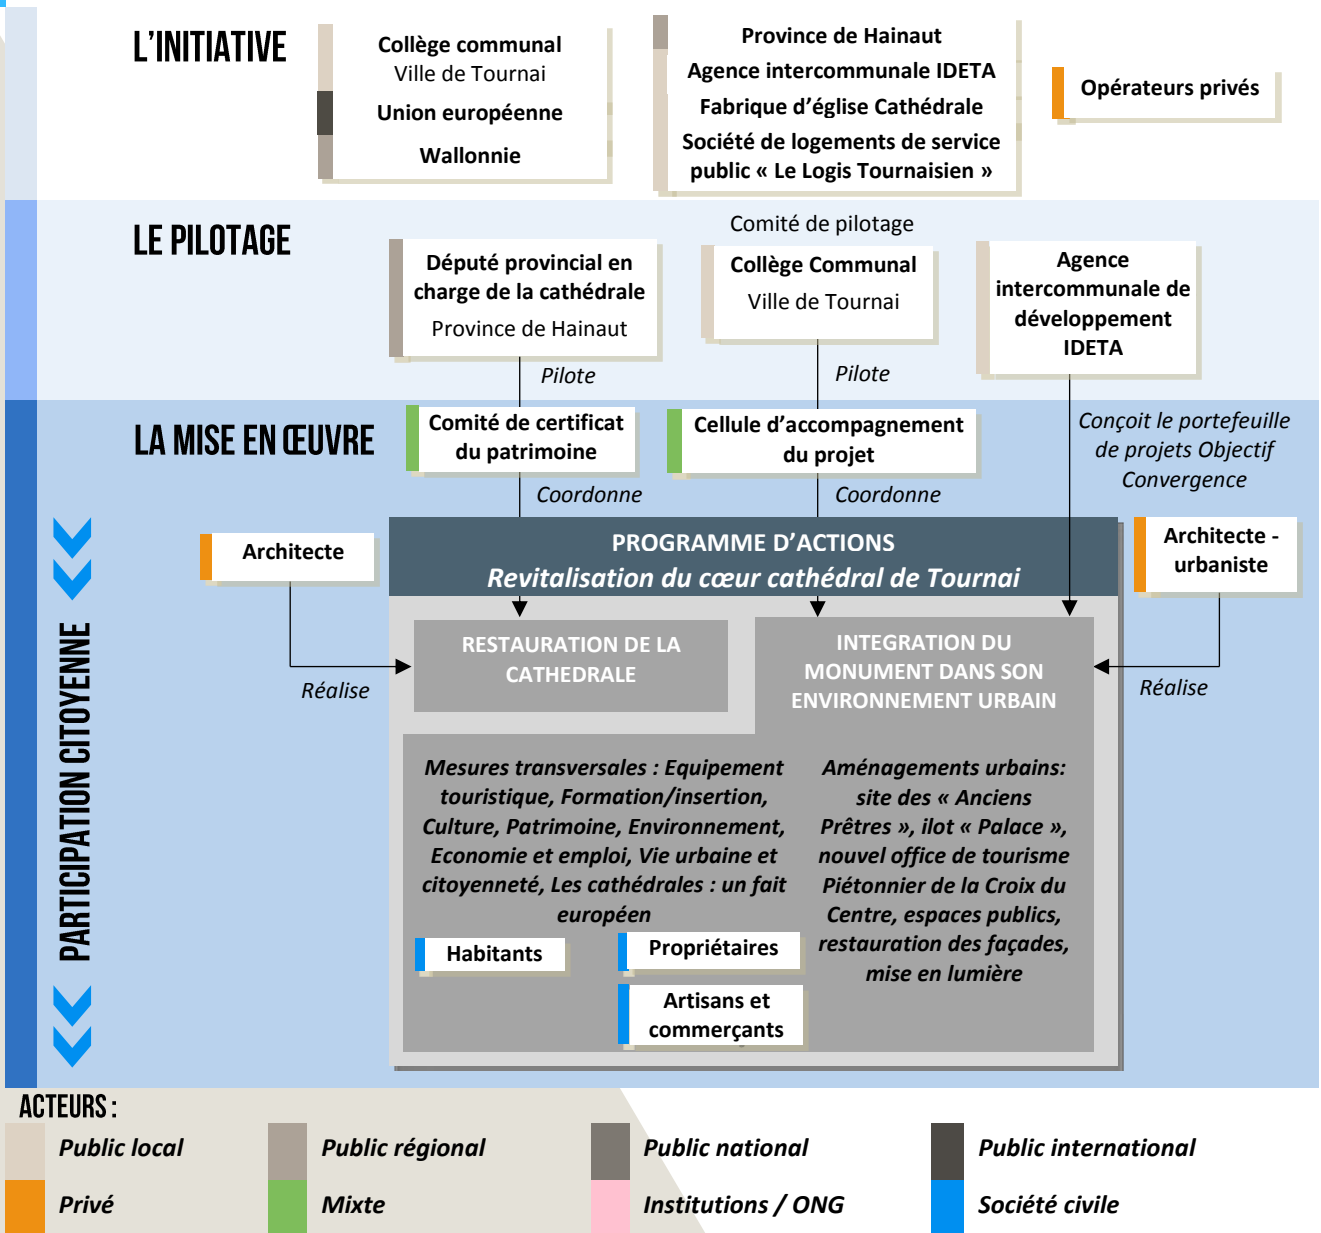 L'INITIATIVE
Collège communal
Ville de Tournai
Union européenne
Wallonnie
Province de Hainaut
Agence intercommunale IDETA
Fabrique d'église Cathédrale
Société de logements de service
public « Le Logis Tournaisien »
Opérateurs privés
LE PILOTAGE
Député provincial en
charge de la cathédrale
Province de Hainaut
Comité de pilotage
Collège Communal
Ville de Tournai
Agence
intercommunale de
développement
IDETA
Pilote
Pilote
LA MISE EN ŒUVRE
Comité de certificat
du patrimoine
Cellule d'accompagnement
du projet
Conçoit le portefeuille
de projets Objectif
Convergence
Coordonne
Coordonne
PARTICIPATION CITOYENNE
Architecte
Réalise
PROGRAMME D'ACTIONS
Revitalisation du cœur cathédral de Tournai
Architecte -
urbaniste
Réalise
RESTAURATION DE LA
CATHEDRALE
INTEGRATION DU
MONUMENT DANS SON
ENVIRONNEMENT URBAIN
Mesures transversales : Equipement
touristique, Formation/insertion,
Culture, Patrimoine, Environnement,
Economie et emploi, Vie urbaine et
citoyenneté, Les cathédrales : un fait
européen
Aménagements urbains:
site des « Anciens
Prêtres », ilot « Palace »,
nouvel office de tourisme
Piétonnier de la Croix du
Centre, espaces publics,
restauration des façades,
mise en lumière
Habitants
Propriétaires
Artisans et
commerçants
ACTEURS :
Public local
Public régional
Public national
Public international
Privé
Mixte
Institutions / ONG
Société civile